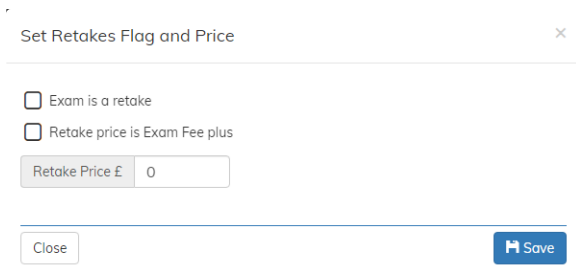 Set Retakes Flag and Price ×
Exam is a retake
Retake price is Exam Fee plus
Retake Price £ 0
Close Save